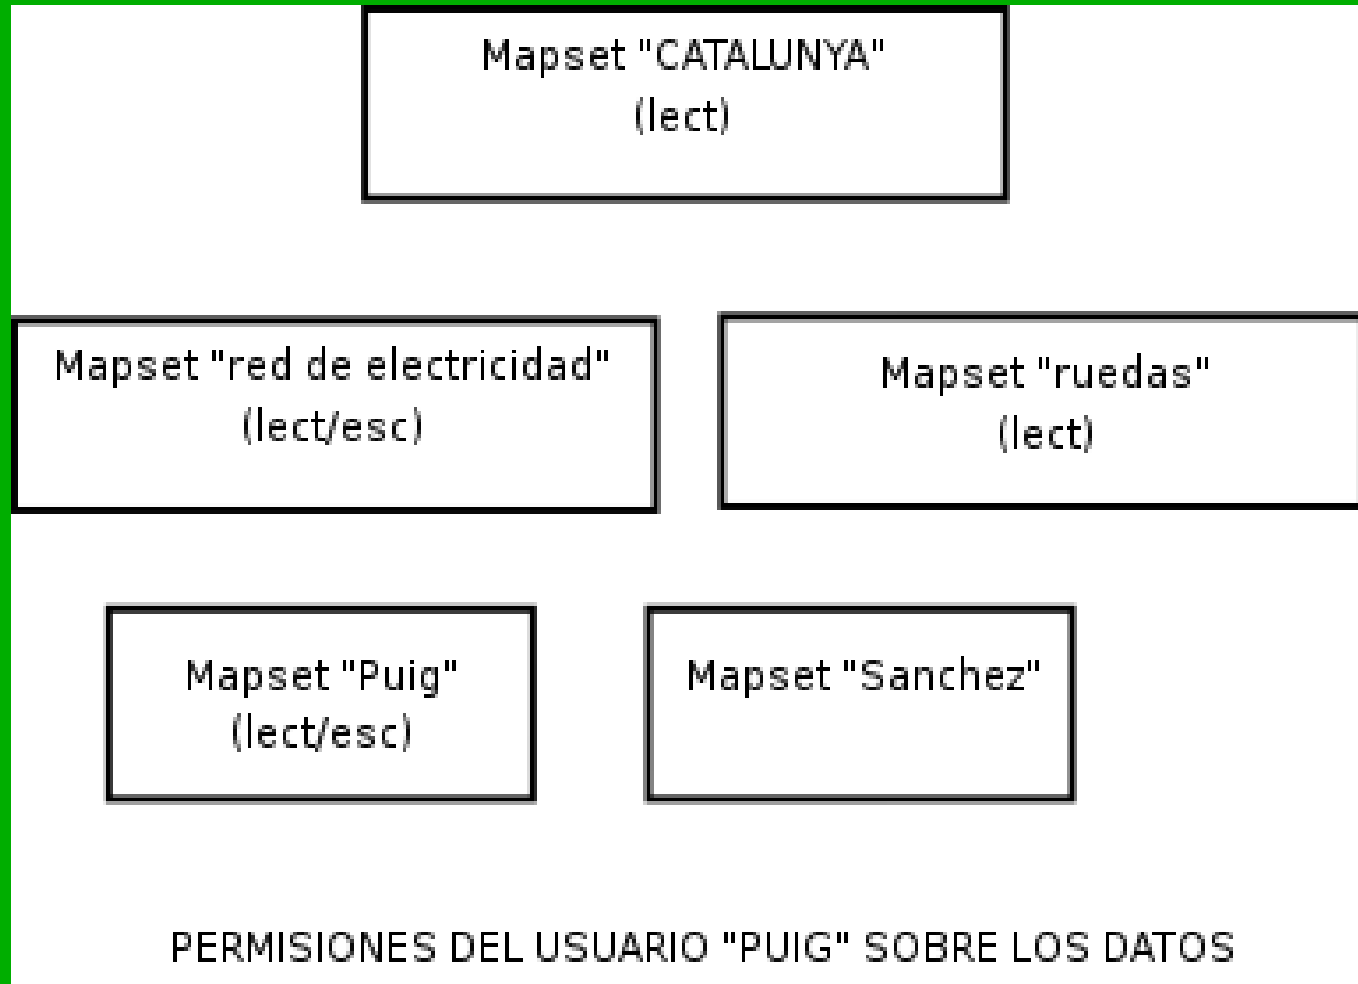 Mapset "CATALUNYA"
(lect)
Mapset "red de electricidad"
(lect/esc)
Mapset "ruedas"
(lect)
Mapset "Puig"
(lect/esc)
Mapset "Sanchez"
PERMISIONES DEL USUARIO "PUIG" SOBRE LOS DATOS